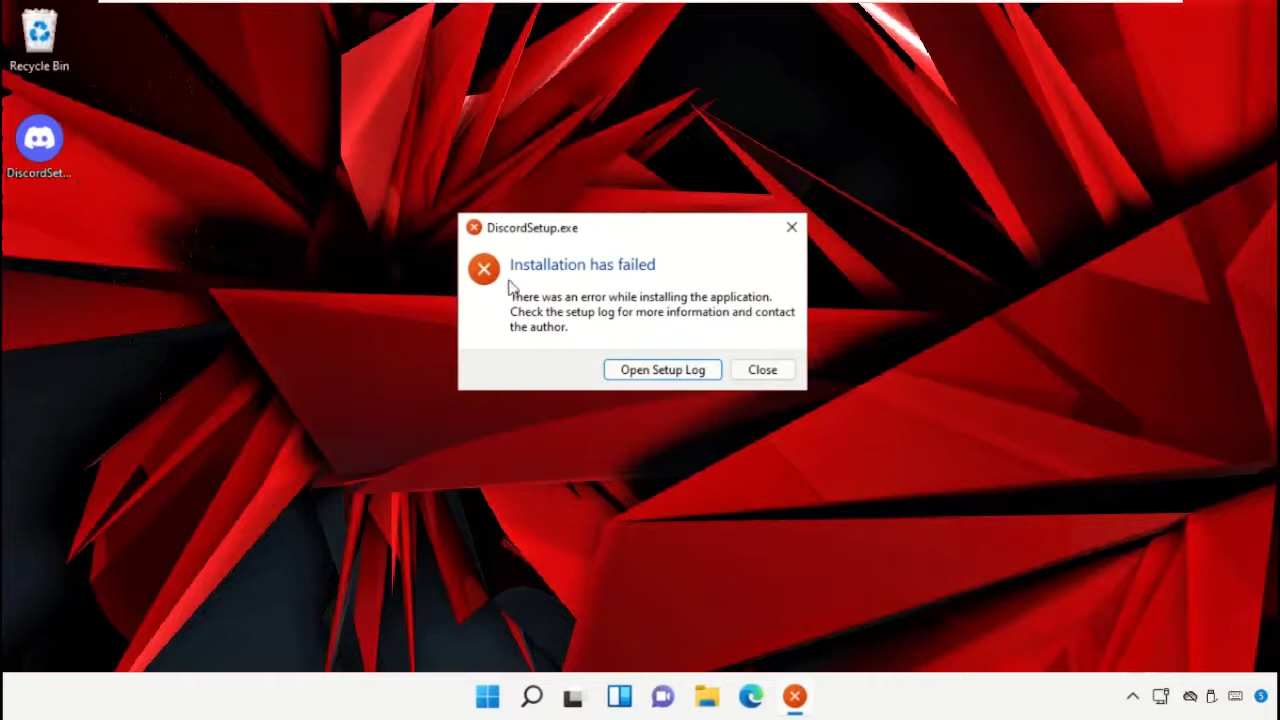 Recycle Bin
DiscordSet...
DiscordSetup.exe
Installation has failed
There was an error while installing the application.
Check the setup log for more information and contact
the author.
Open Setup Log
Close
5